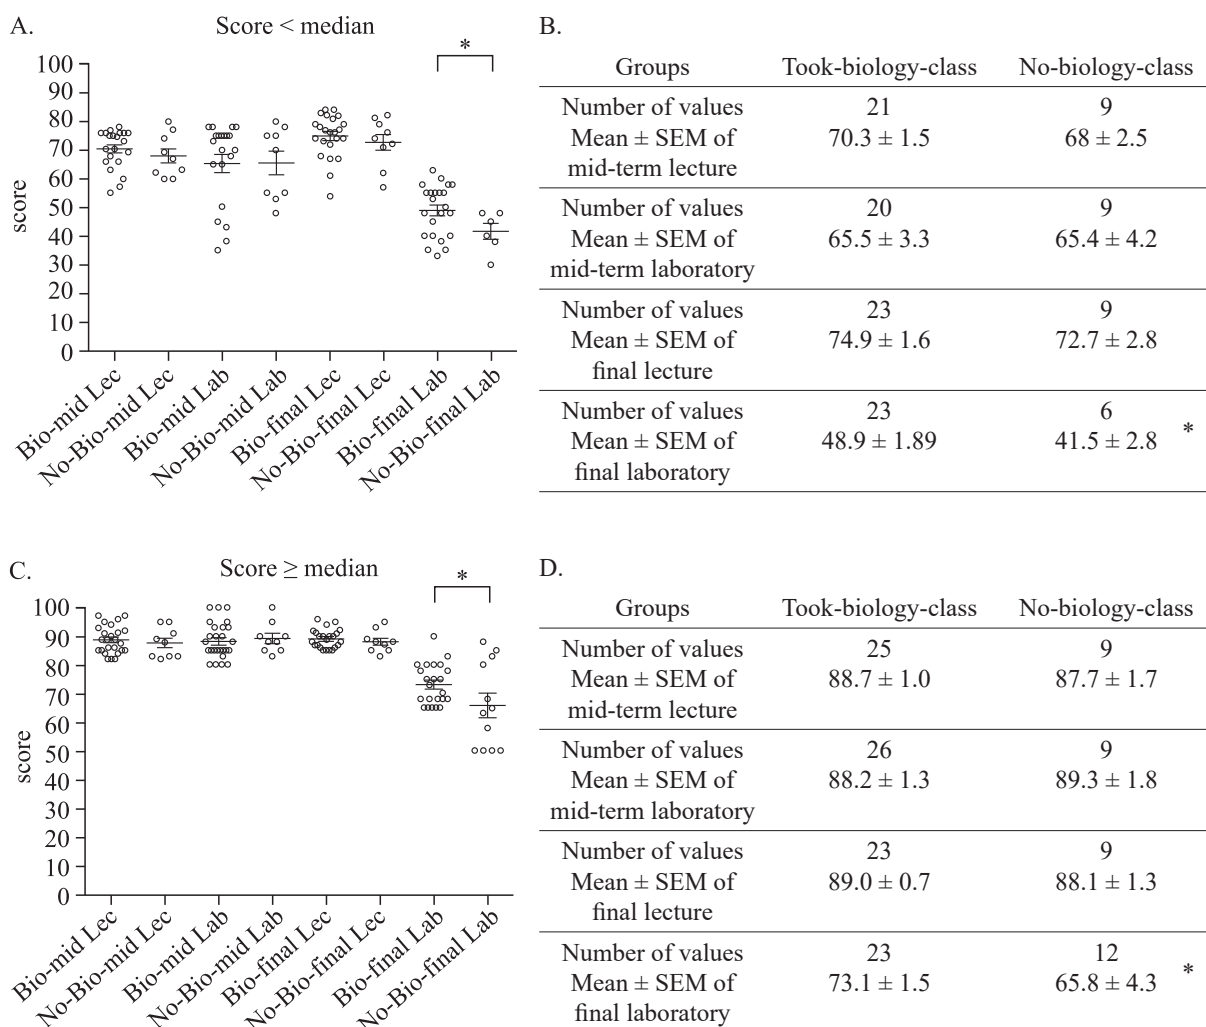 A.
Score < median
*
100
90
80
70
60
50
40
30
20
10
0
score
Bio-mid Lec
No-Bio-mid Lec
Bio-mid Lab
No-Bio-mid Lab
Bio-final Lec
No-Bio-final Lec
Bio-final Lab
No-Bio-final Lab
B.
Groups Took-biology-class No-biology-class
Number of values 21 9
Mean ± SEM of 70.3 ± 1.5 68 ± 2.5
mid-term lecture
Number of values 20 9
Mean ± SEM of 65.5 ± 3.3 65.4 ± 4.2
mid-term laboratory
Number of values 23 9
Mean ± SEM of 74.9 ± 1.6 72.7 ± 2.8
final lecture
Number of values 23 6
Mean ± SEM of 48.9 ± 1.89 41.5 ± 2.8 *
final laboratory
C.
Score ≥ median
*
100
90
80
70
60
50
40
30
20
10
0
score
Bio-mid Lec
No-Bio-mid Lec
Bio-mid Lab
No-Bio-mid Lab
Bio-final Lec
No-Bio-final Lec
Bio-final Lab
No-Bio-final Lab
D.
Groups Took-biology-class No-biology-class
Number of values 25 9
Mean ± SEM of 88.7 ± 1.0 87.7 ± 1.7
mid-term lecture
Number of values 26 9
Mean ± SEM of 88.2 ± 1.3 89.3 ± 1.8
mid-term laboratory
Number of values 23 9
Mean ± SEM of 89.0 ± 0.7 88.1 ± 1.3
final lecture
Number of values 23 12
Mean ± SEM of 73.1 ± 1.5 65.8 ± 4.3 *
final laboratory